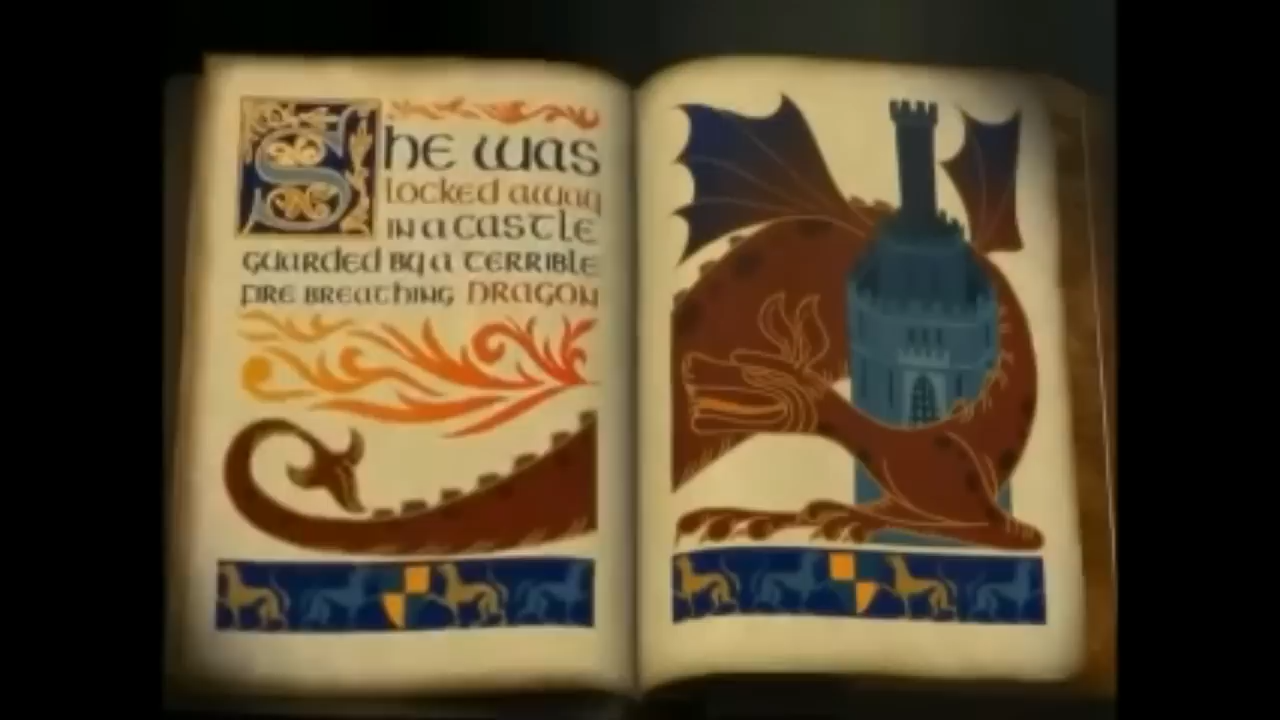 She was
locked away
in a castle
guarded by a terrible
fire breathing dragon